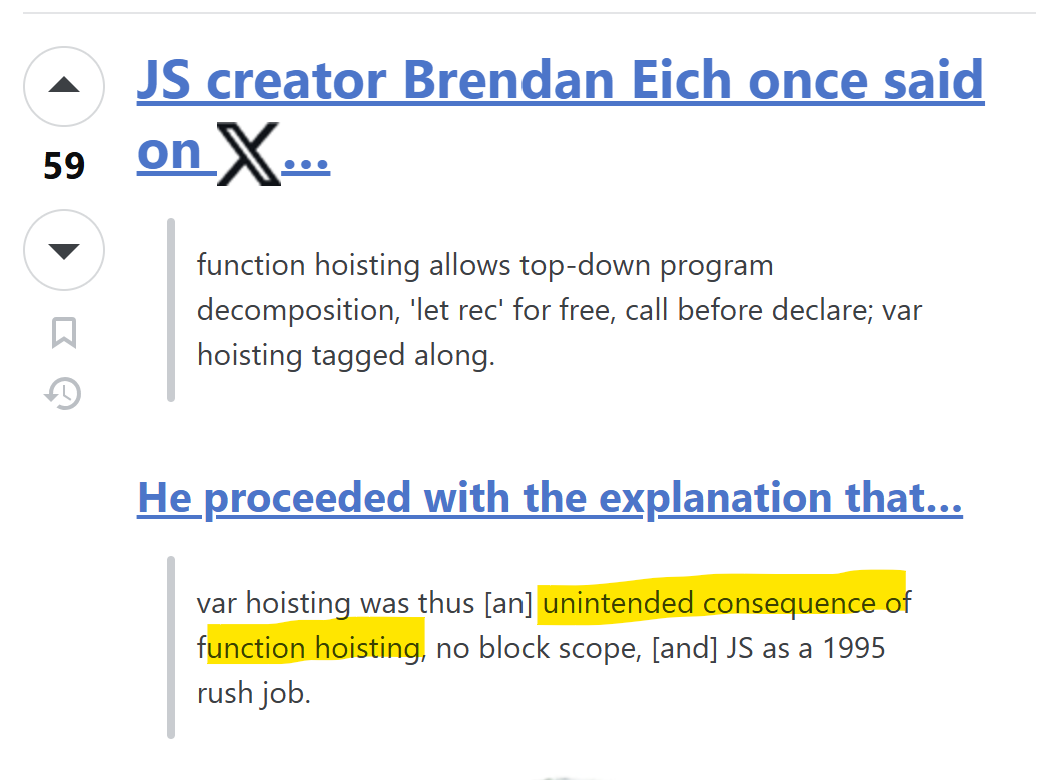 JS creator Brendan Eich once said
on X...
59
function hoisting allows top-down program
decomposition, 'let rec' for free, call before declare; var
hoisting tagged along.
He proceeded with the explanation that...
var hoisting was thus [an] unintended consequence of
function hoisting, no block scope, [and] JS as a 1995
rush job.